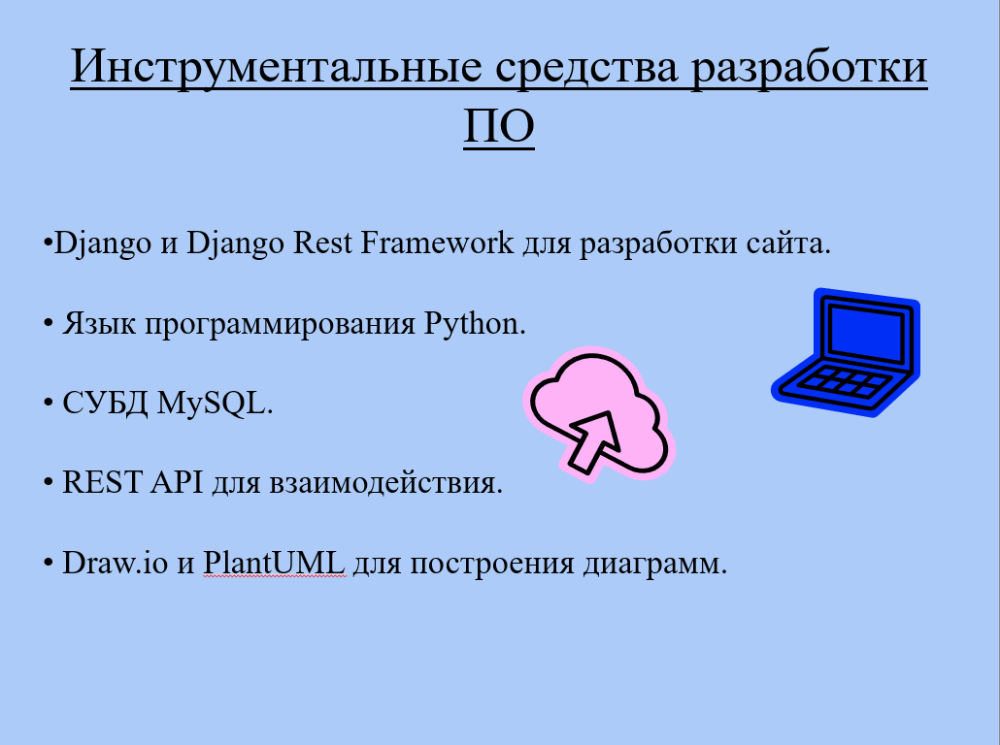 Инструментальные средства разработки
ПО
•Django и Django Rest Framework для разработки сайта.
• Язык программирования Python.
• СУБД MySQL.
• REST API для взаимодействия.
• Draw.io и PlantUML для построения диаграмм.